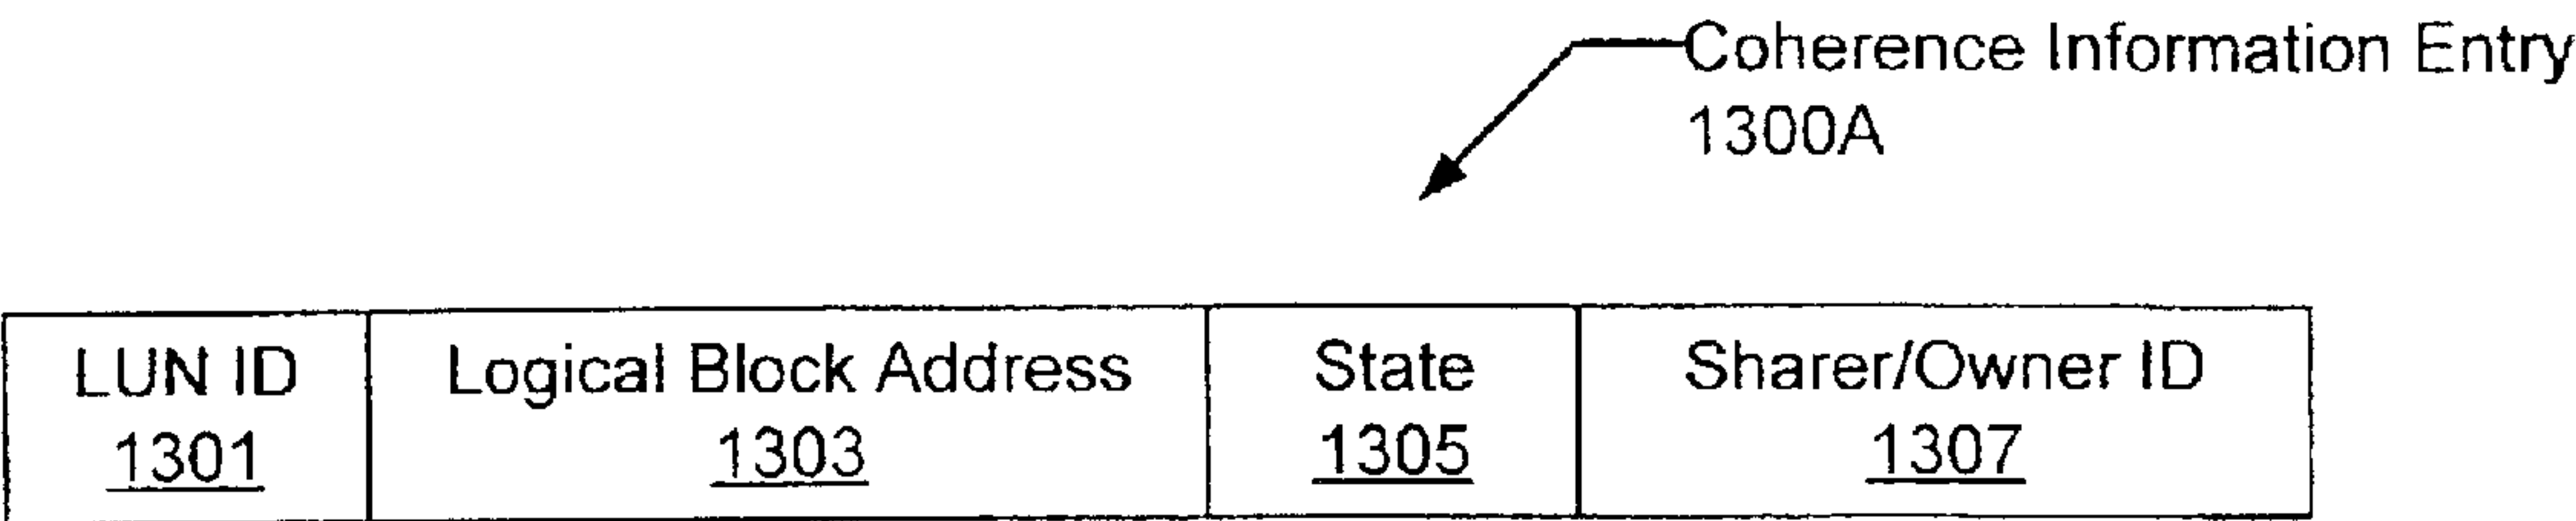 Coherence Information Entry
1300A
LUN ID Logical Block Address State Sharer/Owner ID
1301 1303 1305 1307